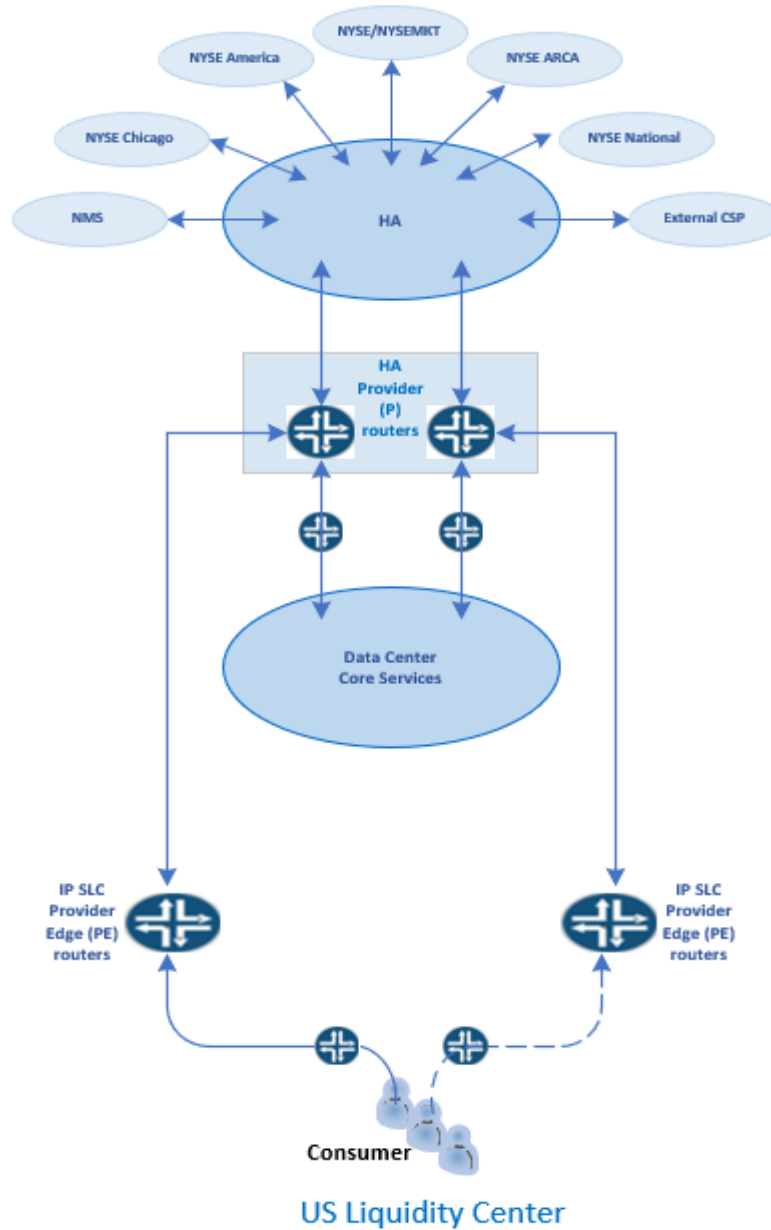 NYSE/NYSEMKT
NYSE America
NYSE ARCA
NYSE Chicago
NYSE National
NMS
HA
External CSP
HA
Provider
(P)
routers
Data Center
Core Services
IP SLC
Provider
Edge (PE)
routers
IP SLC
Provider
Edge (PE)
routers
Consumer
US Liquidity Center